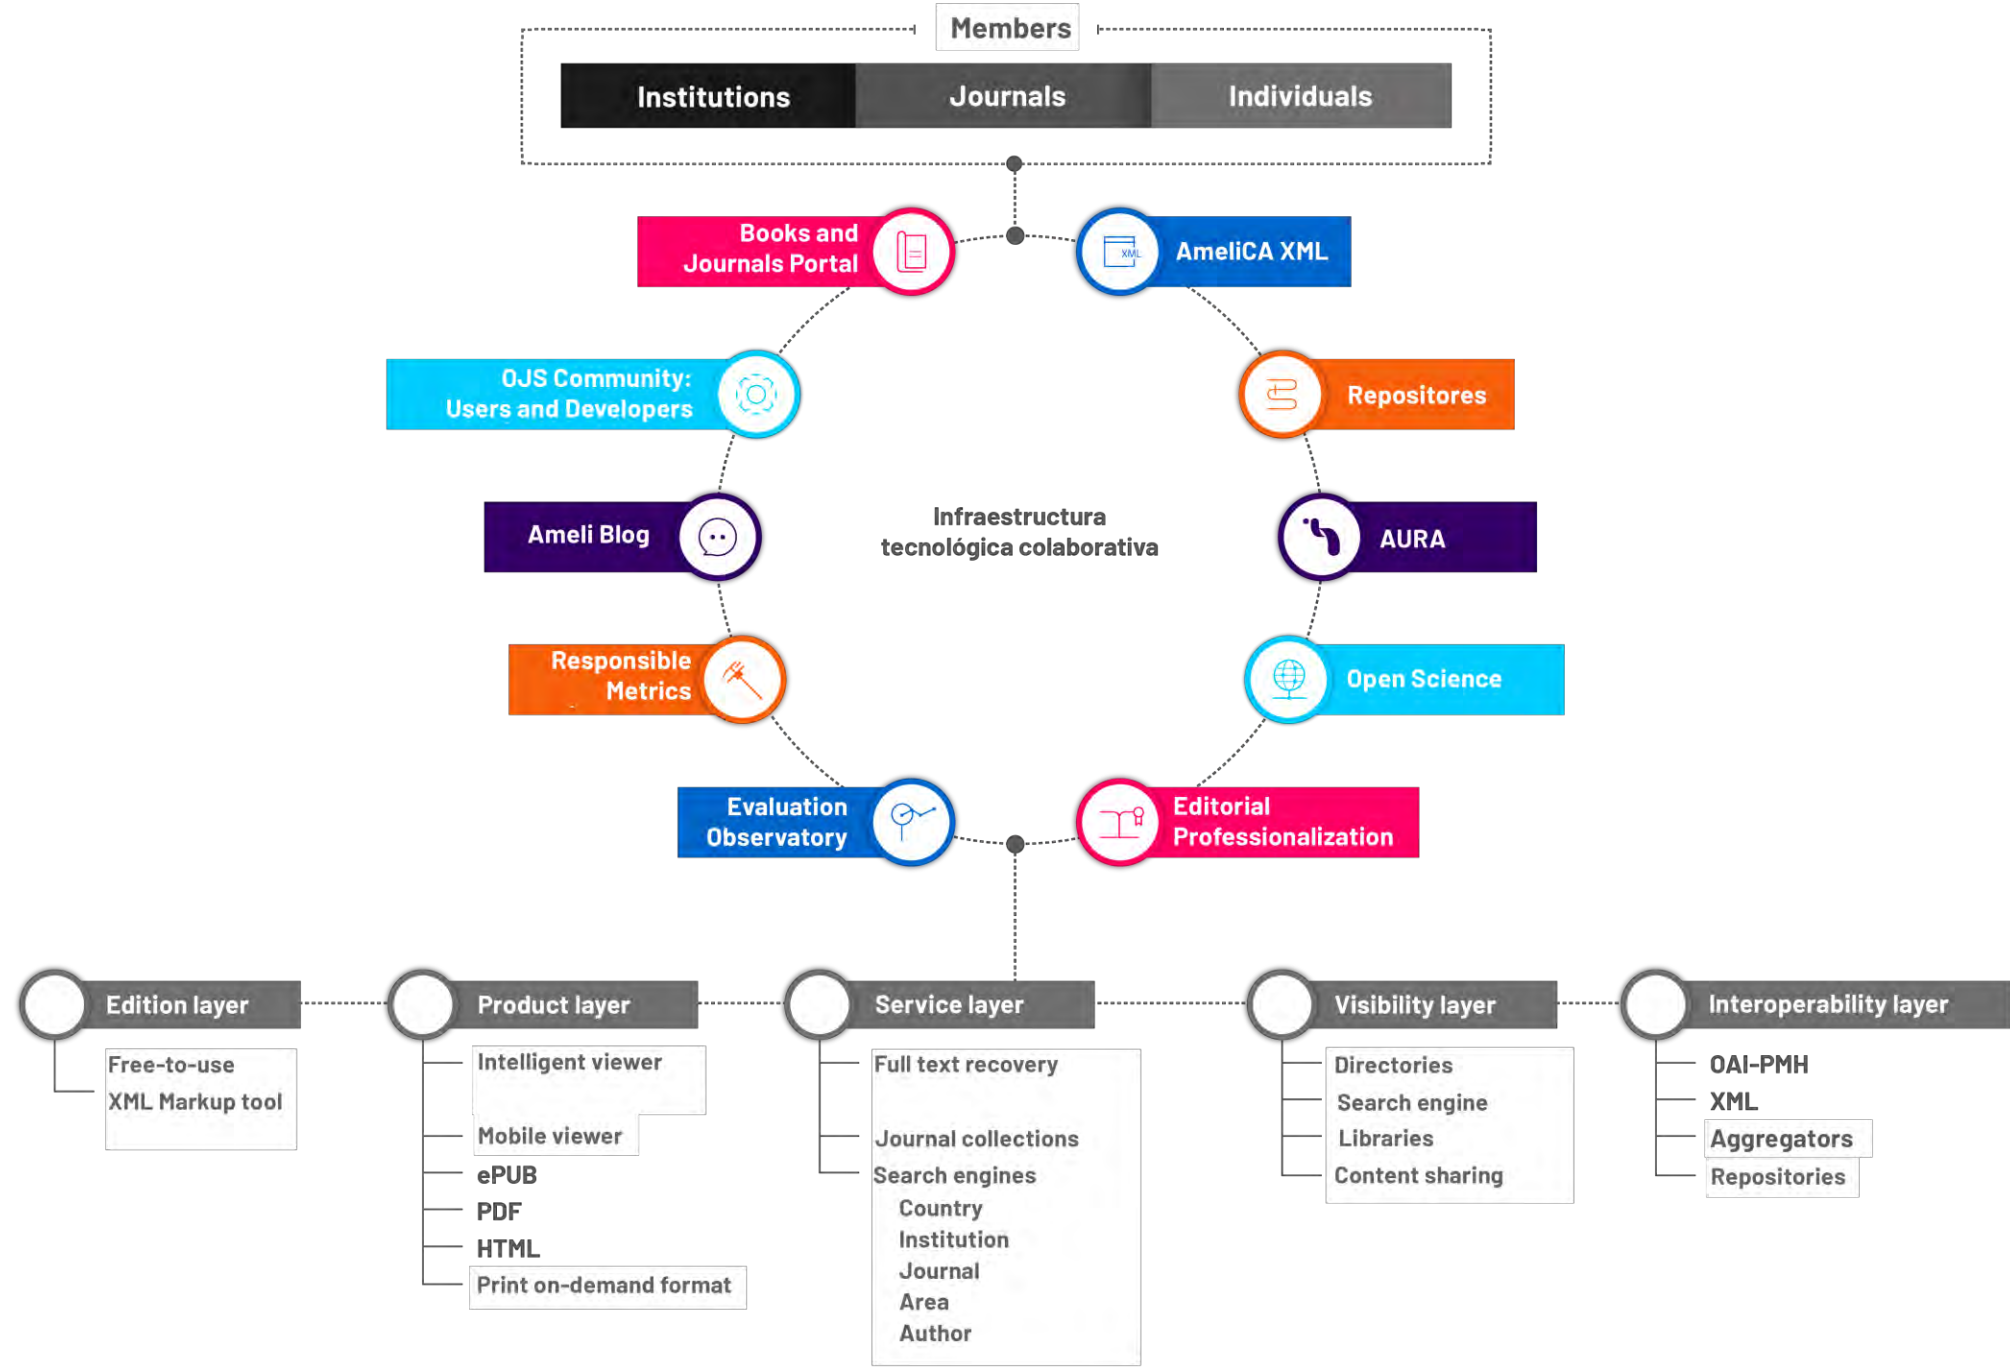 Members
Institutions
Journals
Individuals
Books and
Journals Portal
XML
AmeliCA XML
OJS Community:
Users and Developers
Repositores
Ameli Blog
Infraestructura
tecnológica colaborativa
AURA
Responsible
Metrics
Open Science
Evaluation
Observatory
Editorial
Professionalization
Edition layer
Free-to-use
XML Markup tool
Product layer
Intelligent viewer
Mobile viewer
ePUB
PDF
HTML
Print on-demand format
Service layer
Full text recovery
Journal collections
Search engines
Country
Institution
Journal
Area
Author
Visibility layer
Directories
Search engine
Libraries
Content sharing
Interoperability layer
OAI-PMH
XML
Aggregators
Repositories